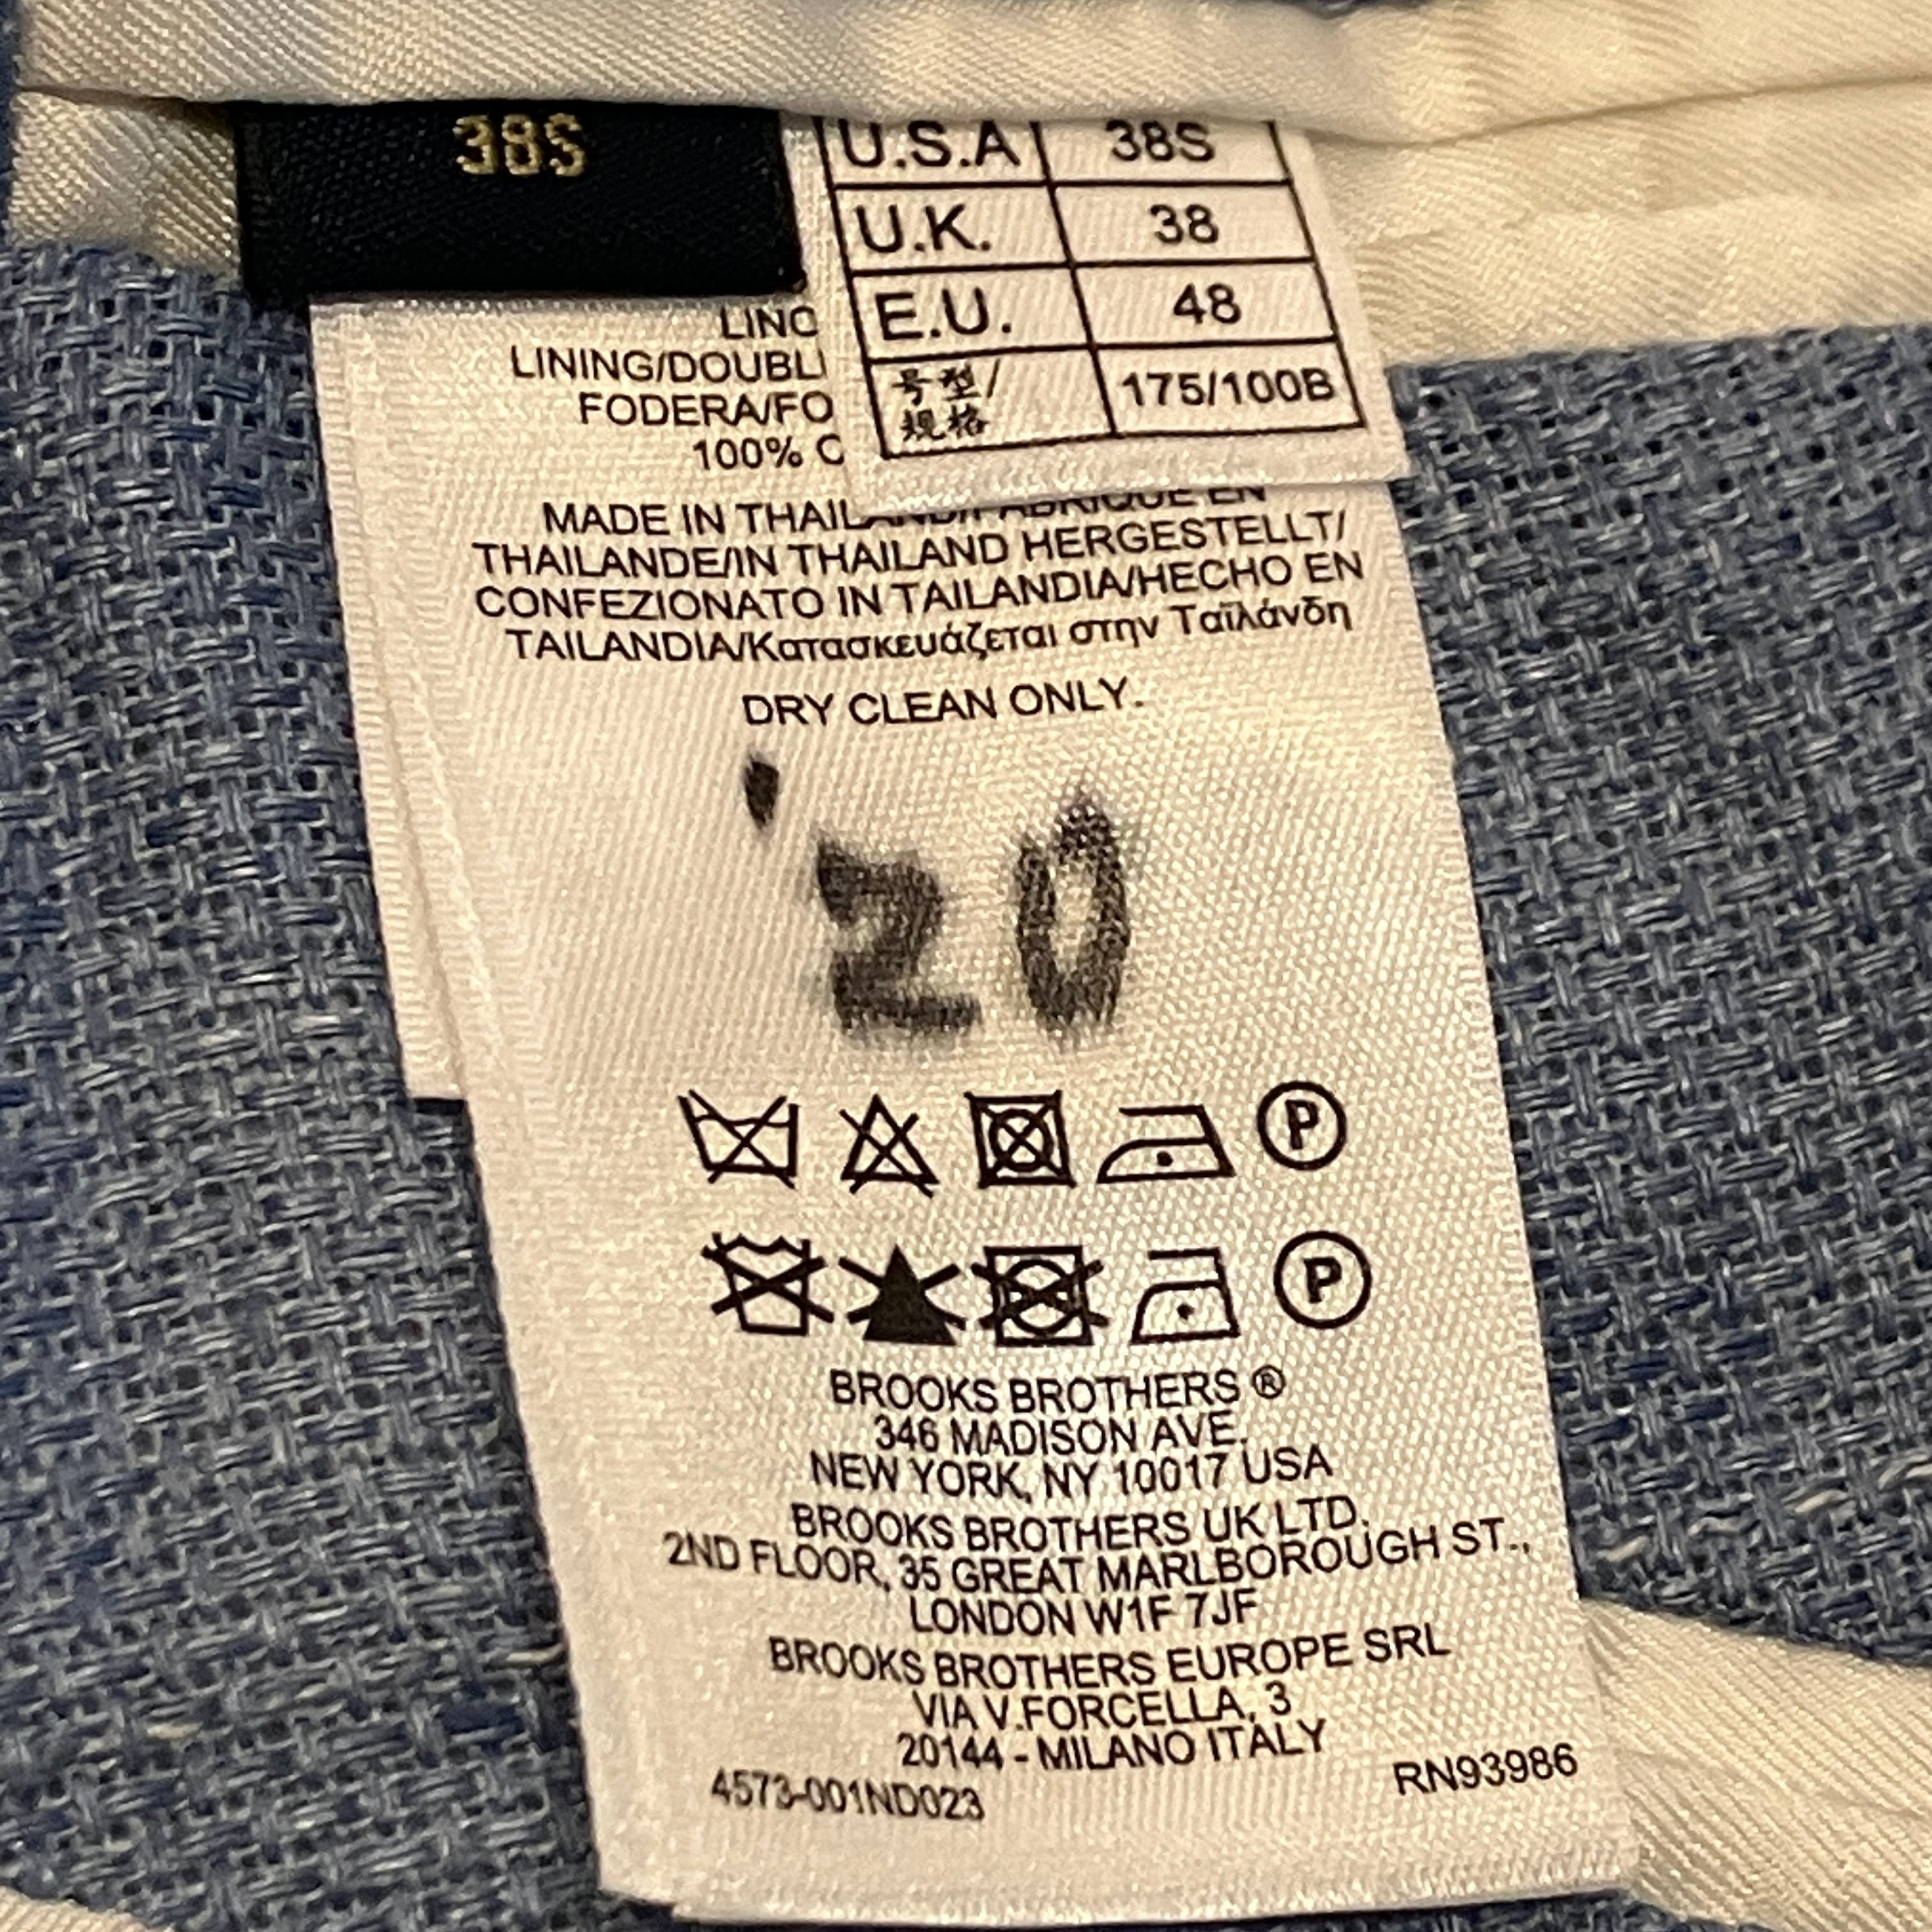 38S
U.S.A 38S
U.K. 38
E.U. 48
号型/ 175/100B
规格
LINING/DOUBL
FODERA/FO
100% C
MADE IN THAILAND/FABRIQUE EN
THAILANDE/IN THAILAND HERGESTELLT/
CONFEZIONATO IN TAILANDIA/HECHO EN
TAILANDIA/Κατασκευάζεται στην Ταϊλάνδη
DRY CLEAN ONLY.
'20
P
P
BROOKS BROTHERS ®
346 MADISON AVE.
NEW YORK, NY 10017 USA
BROOKS BROTHERS UK LTD.
2ND FLOOR, 35 GREAT MARLBOROUGH ST.,
LONDON W1F 7JF
BROOKS BROTHERS EUROPE SRL
VIA V.FORCELLA, 3
20144 - MILANO ITALY
4573-001ND023 RN93986